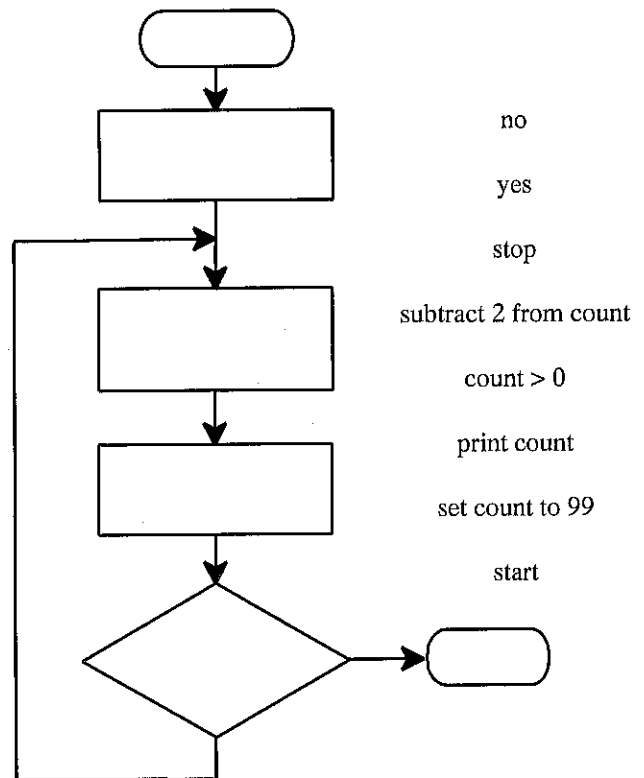 no
yes
stop
subtract 2 from count
count > 0
print count
set count to 99
start